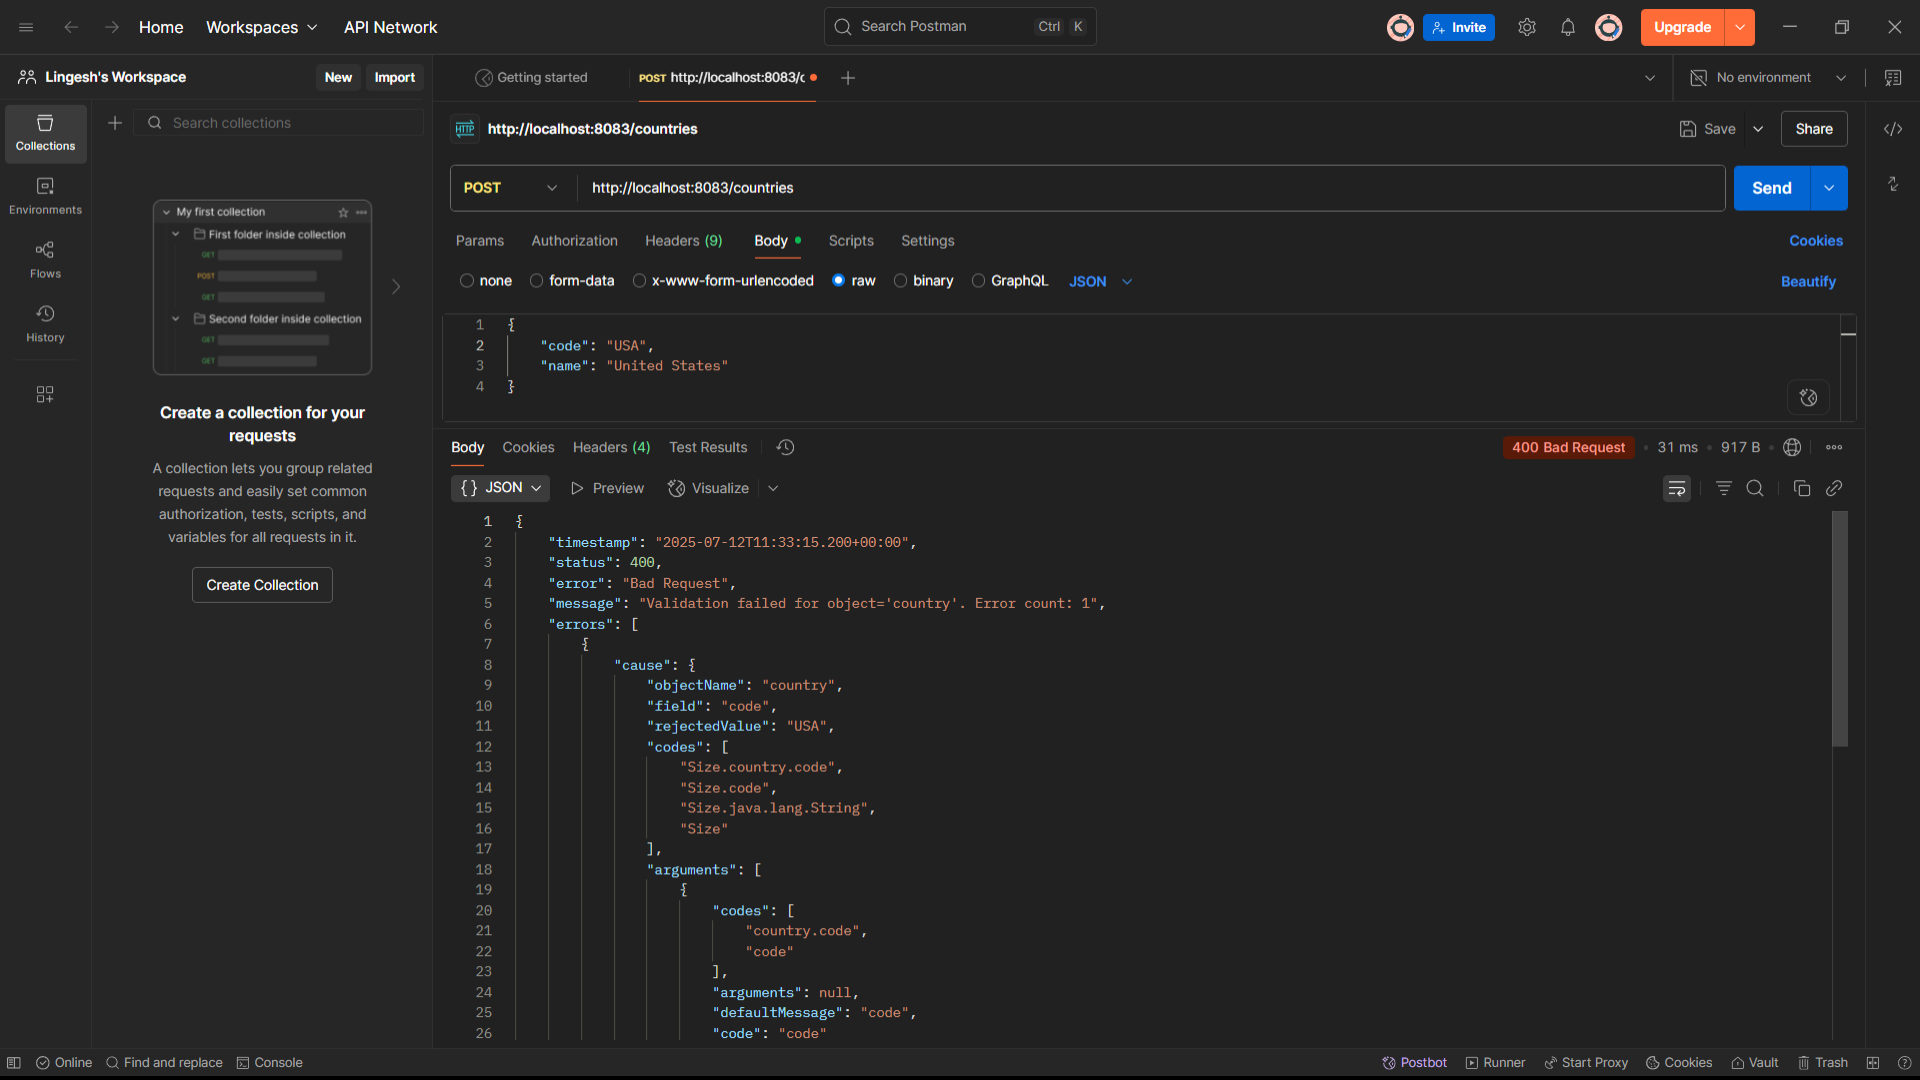 Home
Workspaces
API Network
Search Postman
Ctrl K
Invite
Upgrade
Lingesh's Workspace
New
Import
Getting started
POST http://localhost:8083/c
No environment
Collections
Environments
Flows
History
Search collections
My first collection
First folder inside collection
GET
POST
GET
Second folder inside collection
GET
GET
Create a collection for your
requests
A collection lets you group related
requests and easily set common
authorization, tests, scripts, and
variables for all requests in it.
Create Collection
HTTP http://localhost:8083/countries
Save
Share
POST
http://localhost:8083/countries
Send
Params
Authorization
Headers (9)
Body
Scripts
Settings
Cookies
none
form-data
x-www-form-urlencoded
raw
binary
GraphQL
JSON
Beautify
1 {
2 "code": "USA",
3 "name": "United States"
4 }
Body
Cookies
Headers (4)
Test Results
400 Bad Request
31 ms
917 B
{} JSON
Preview
Visualize
1 {
2 "timestamp": "2025-07-12T11:33:15.200+00:00",
3 "status": 400,
4 "error": "Bad Request",
5 "message": "Validation failed for object='country'. Error count: 1",
6 "errors": [
7 {
8 "cause": {
9 "objectName": "country",
10 "field": "code",
11 "rejectedValue": "USA",
12 "codes": [
13 "Size.country.code",
14 "Size.code",
15 "Size.java.lang.String",
16 "Size"
17 ],
18 "arguments": [
19 {
20 "codes": [
21 "country.code",
22 "code"
23 ],
24 "arguments": null,
25 "defaultMessage": "code",
26 "code": "code"
Online
Find and replace
Console
Postbot
Runner
Start Proxy
Cookies
Vault
Trash